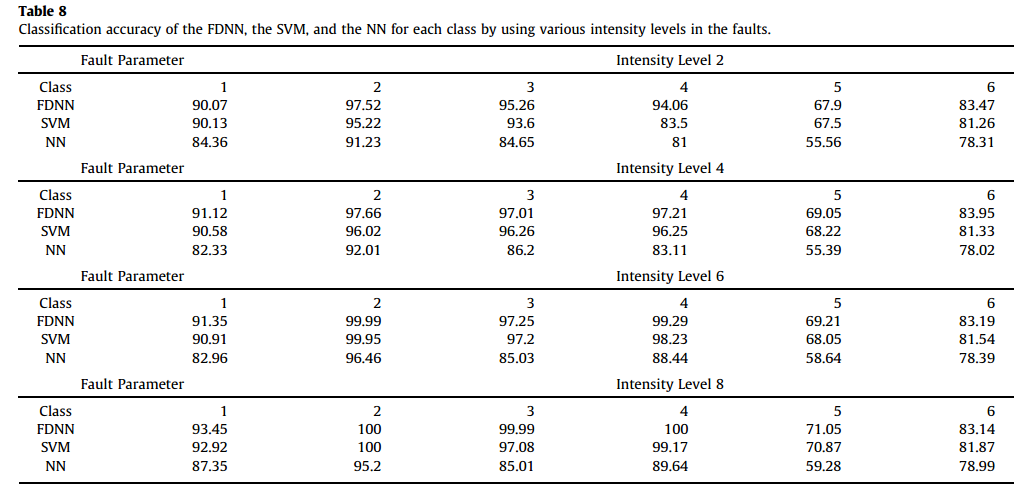 Table 8
Classification accuracy of the FDNN, the SVM, and the NN for each class by using various intensity levels in the faults.
Fault Parameter Intensity Level 2
Class 1 2 3 4 5 6
FDNN 90.07 97.52 95.26 94.06 67.9 83.47
SVM 90.13 95.22 93.6 83.5 67.5 81.26
NN 84.36 91.23 84.65 81 55.56 78.31
Fault Parameter Intensity Level 4
Class 1 2 3 4 5 6
FDNN 91.12 97.66 97.01 97.21 69.05 83.95
SVM 90.58 96.02 96.26 96.25 68.22 81.33
NN 82.33 92.01 86.2 83.11 55.39 78.02
Fault Parameter Intensity Level 6
Class 1 2 3 4 5 6
FDNN 91.35 99.99 97.25 99.29 69.21 83.19
SVM 90.91 99.95 97.2 98.23 68.05 81.54
NN 82.96 96.46 85.03 88.44 58.64 78.39
Fault Parameter Intensity Level 8
Class 1 2 3 4 5 6
FDNN 93.45 100 99.99 100 71.05 83.14
SVM 92.92 100 97.08 99.17 70.87 81.87
NN 87.35 95.2 85.01 89.64 59.28 78.99